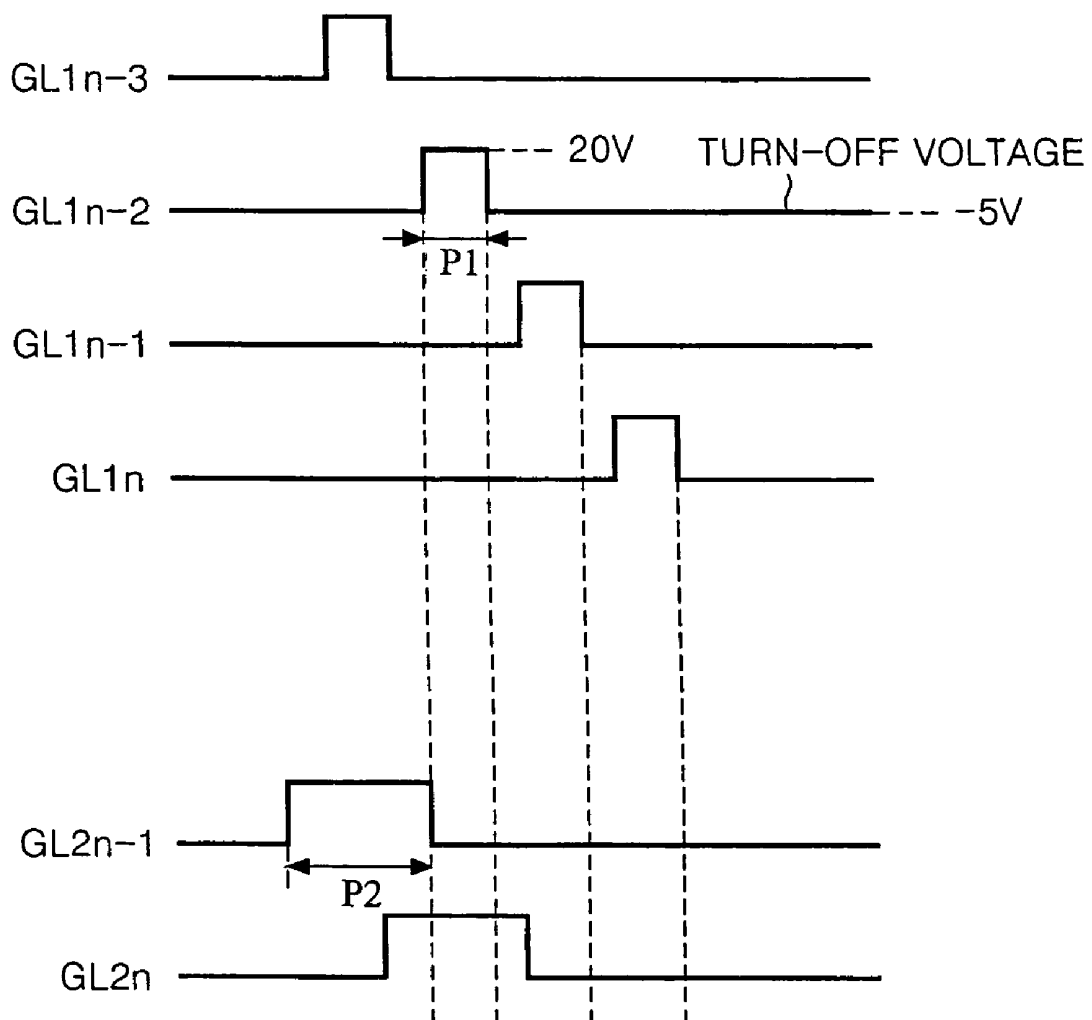 GL1n-3
20V
TURN-OFF VOLTAGE
GL1n-2
-5V
P1
GL1n-1
GL1n
GL2n-1
P2
GL2n